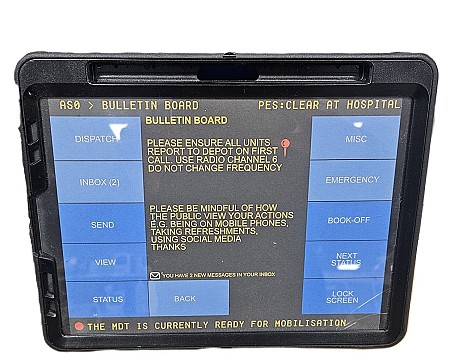 AS0 > BULLETIN BOARD PES:CLEAR AT HOSPITAL
BULLETIN BOARD
DISPATCH
INBOX (2)
SEND
VIEW
STATUS
PLEASE ENSURE ALL UNITS
REPORT TO DEPOT ON FIRST
CALL, USE RADIO CHANNEL 6
DO NOT CHANGE FREQUENCY
PLEASE BE MINDFUL OF HOW
THE PUBLIC VIEW YOUR ACTIONS
E.G. BEING ON MOBILE PHONES,
TAKING REFRESHMENTS,
USING SOCIAL MEDIA
THANKS
YOU HAVE 2 NEW MESSAGES IN YOUR INBOX
BACK
MISC
EMERGENCY
BOOK-OFF
NEXT
STATUS
LOCK
SCREEN
THE MDT IS CURRENTLY READY FOR MOBILISATION